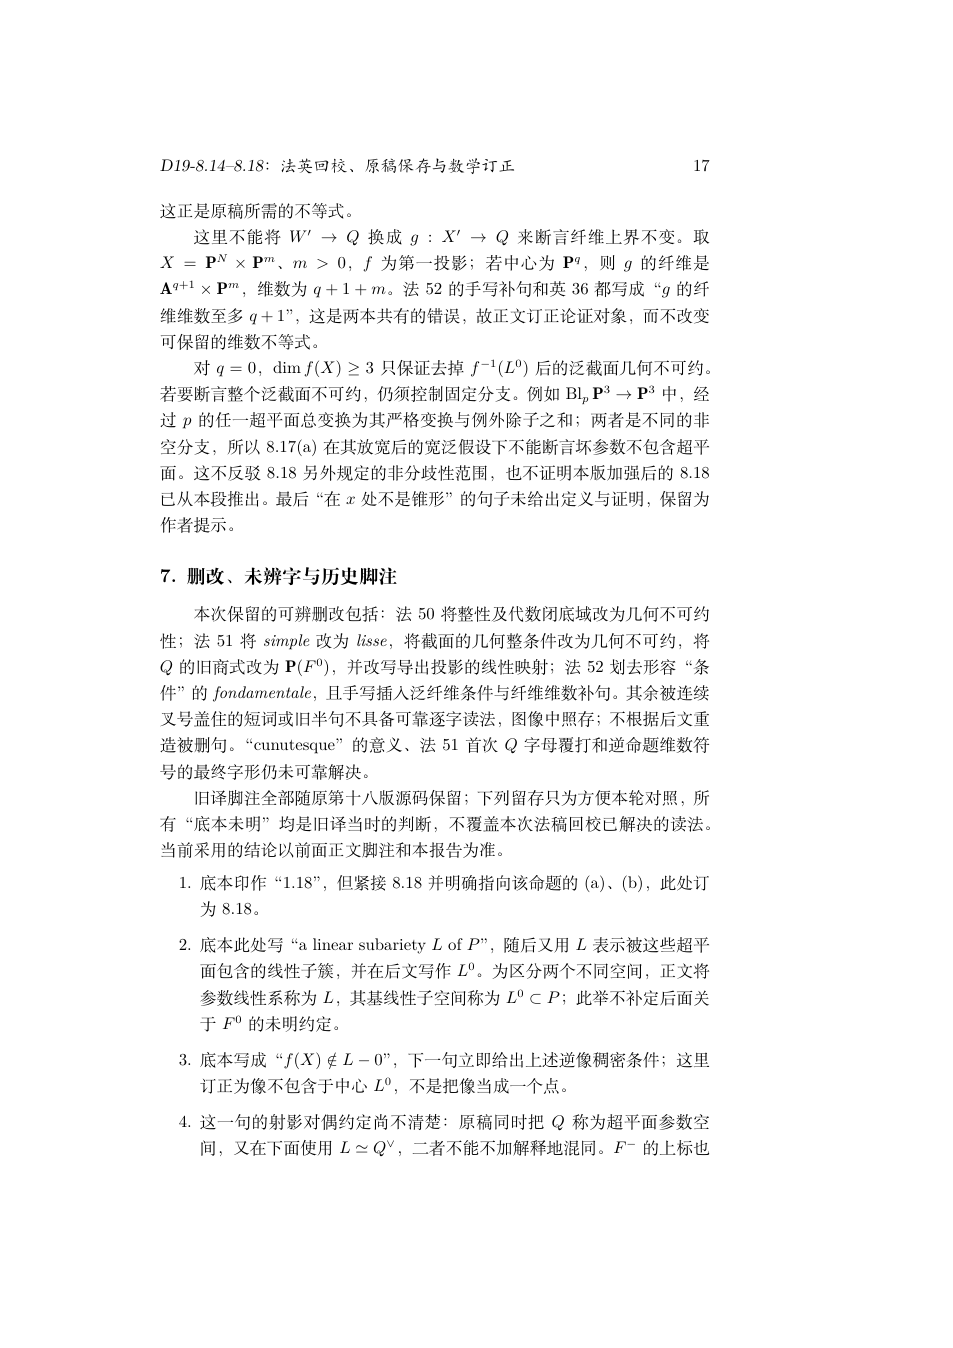 D19-8.14–8.18：法英回校、原稿保存与数学订正 17
这正是原稿所需的不等式。
这里不能将 W′ → Q 换成 g : X′ → Q 来断言纤维上界不变。取
X = P^N × P^m、m > 0，f 为第一投影；若中心为 P^q，则 g 的纤维是
A^{q+1} × P^m，维数为 q + 1 + m。法 52 的手写补句和英 36 都写成 “g 的纤
维维数至多 q + 1”，这是两本共有的错误，故正文订正论证对象，而不改变
可保留的维数不等式。
对 q = 0，dim f(X) ≥ 3 只保证去掉 f^{−1}(L^0) 后的泛截面几何不可约。
若要断言整个泛截面不可约，仍须控制固定分支。例如 Bl_p P^3 → P^3 中，经
过 p 的任一超平面总变换为其严格变换与例外除子之和；两者是不同的非
空分支，所以 8.17(a) 在其放宽后的宽泛假设下不能断言坏参数不包含超平
面。这不反驳 8.18 另外规定的非分歧性范围，也不证明本版加强后的 8.18
已从本段推出。最后 “在 x 处不是锥形” 的句子未给出定义与证明，保留为
作者提示。
7. 删改、未辨字与历史脚注
本次保留的可辨删改包括：法 50 将整性及代数闭底域改为几何不可约
性；法 51 将 simple 改为 lisse，将截面的几何整条件改为几何不可约，将
Q 的旧商式改为 P(F^0)，并改写导出投影的线性映射；法 52 划去形容 “条
件” 的 fondamentale，且手写插入泛纤维条件与纤维维数补句。其余被连续
叉号盖住的短词或旧半句不具备可靠逐字读法，图像中照存；不根据后文重
造被删句。“cunutesque” 的意义、法 51 首次 Q 字母覆打和逆命题维数符
号的最终字形仍未可靠解决。
旧译脚注全部随原第十八版源码保留；下列留存只为方便本轮对照，所
有 “底本未明” 均是旧译当时的判断，不覆盖本次法稿回校已解决的读法。
当前采用的结论以前面正文脚注和本报告为准。
1. 底本印作 “1.18”，但紧接 8.18 并明确指向该命题的 (a)、(b)，此处订
为 8.18。
2. 底本此处写 “a linear subariety L of P”，随后又用 L 表示被这些超平
面包含的线性子簇，并在后文写作 L^0。为区分两个不同空间，正文将
参数线性系称为 L，其基线性子空间称为 L^0 ⊂ P；此举不补定后面关
于 F^0 的未明约定。
3. 底本写成 “f(X) ∉ L − 0”，下一句立即给出上述逆像稠密条件；这里
订正为像不包含于中心 L^0，不是把像当成一个点。
4. 这一句的射影对偶约定尚不清楚：原稿同时把 Q 称为超平面参数空
间，又在下面使用 L ≃ Q^∨，二者不能不加解释地混同。F^− 的上标也